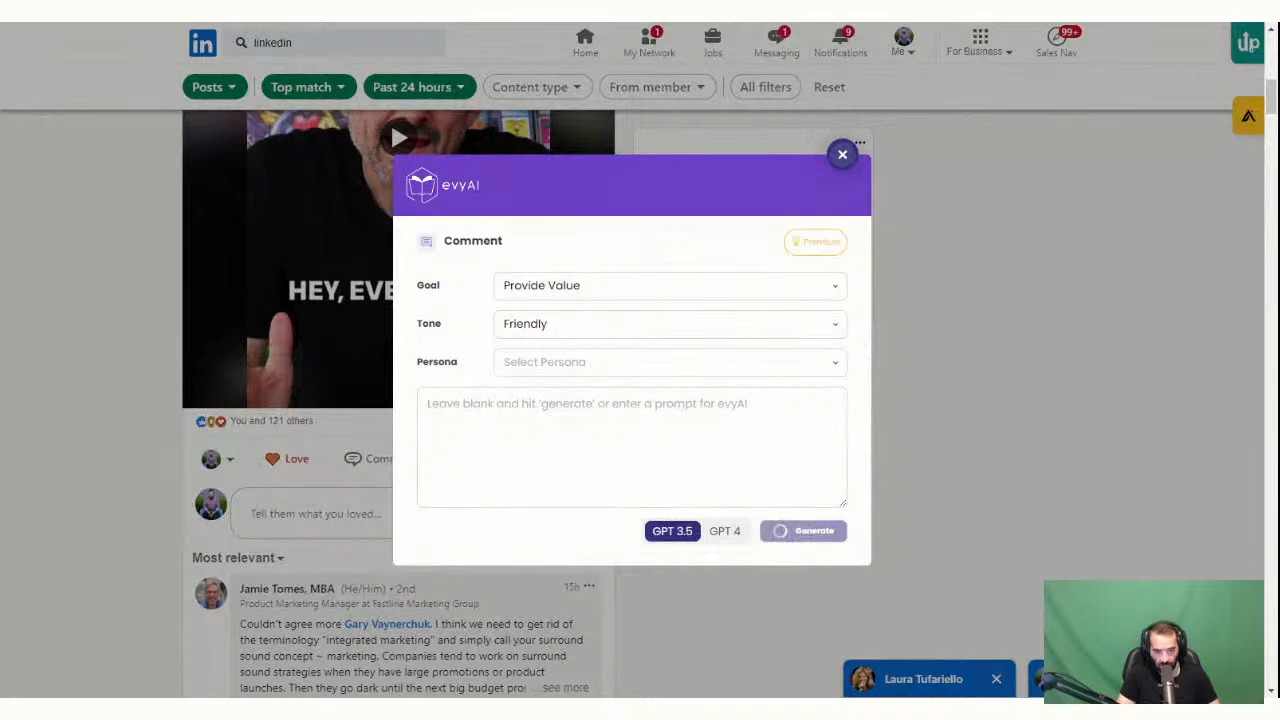 in
linkedin
1
1
9
99+
Home
My Network
Jobs
Messaging
Notifications
Me
For Business
Sales Nav
Posts
Top match
Past 24 hours
Content type
From member
All filters
Reset
evyAI
Comment
Premium
HEY, EVE
Goal
Provide Value
Tone
Friendly
Persona
Select Persona
Leave blank and hit 'generate' or enter a prompt for evyAI
You and 121 others
Love
Comm
Tell them what you loved...
GPT 3.5
GPT 4
Generate
Most relevant
Jamie Tomes, MBA (He/Him) • 2nd
15h
Product Marketing Manager at Fastline Marketing Group
Couldn't agree more Gary Vaynerchuk. I think we need to get rid of
the terminology "integrated marketing" and simply call your surround
sound concept – marketing. Companies tend to work on surround
sound strategies when they have large promotions or product
launches. Then they go dark until the next big budget pro ...see more
Laura Tufariello